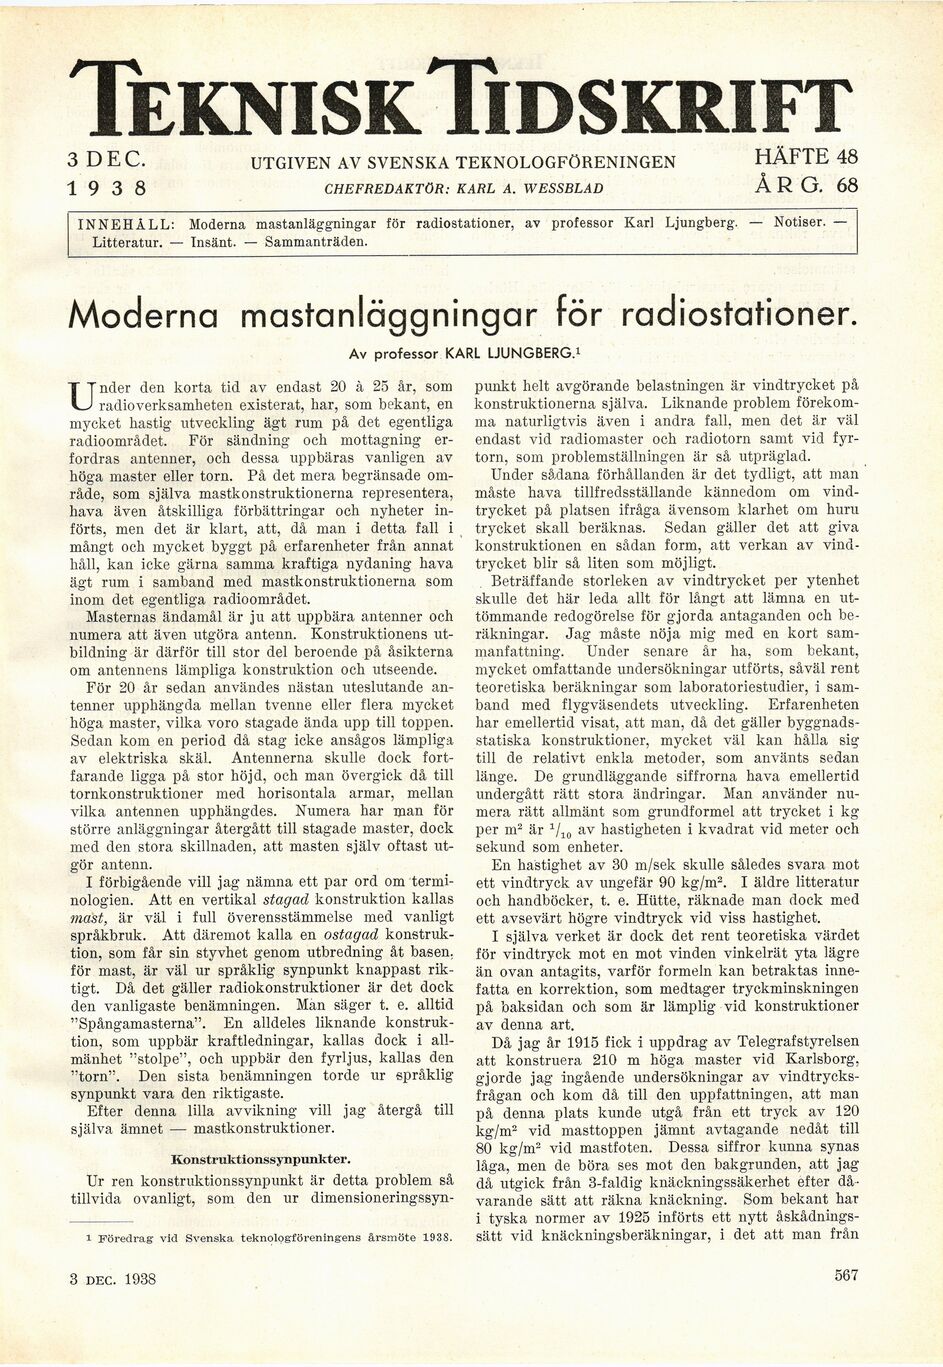 TEKNISK TIDSKRIFT
3 DEC.
1938
UTGIVEN AV SVENSKA TEKNOLOGFÖRENINGEN
CHEFREDAKTÖR: KARL A. WESSBLAD
HÄFTE 48
ÅRG. 68
INNEHÅLL: Moderna mastanläggningar för radiostationer, av professor Karl Ljungberg. — Notiser. —
Litteratur. — Insänt. — Sammanträden.
Moderna mastanläggningar för radiostationer.
Av professor KARL LJUNGBERG.¹
Under den korta tid av endast 20 à 25 år, som
radioverksamheten existerat, har, som bekant, en
mycket hastig utveckling ägt rum på det egentliga
radioområdet. För sändning och mottagning er-
fordras antenner, och dessa uppbäras vanligen av
höga master eller torn. På det mera begränsade om-
råde, som själva mastkonstruktionerna representera,
hava även åtskilliga förbättringar och nyheter in-
förts, men det är klart, att, då man i detta fall i
mångt och mycket byggt på erfarenheter från annat
håll, kan icke gärna samma kraftiga nydaning hava
ägt rum i samband med mastkonstruktionerna som
inom det egentliga radioområdet.
Masternas ändamål är ju att uppbära antenner och
numera att även utgöra antenn. Konstruktionens ut-
bildning är därför till stor del beroende på åsikterna
om antennens lämpliga konstruktion och utseende.
För 20 år sedan användes nästan uteslutande an-
tenner upphängda mellan tvenne eller flera mycket
höga master, vilka voro stagade ända upp till toppen.
Sedan kom en period då stag icke ansågos lämpliga
av elektriska skäl. Antennerna skulle dock fort-
farande ligga på stor höjd, och man övergick då till
tornkonstruktioner med horisontala armar, mellan
vilka antennen upphängdes. Numera har man för
större anläggningar återgått till stagade master, dock
med den stora skillnaden, att masten själv oftast ut-
gör antenn.
I förbigående vill jag nämna ett par ord om termi-
nologien. Att en vertikal stagad konstruktion kallas
mast, är väl i full överensstämmelse med vanligt
språkbruk. Att däremot kalla en ostagad konstruk-
tion, som får sin styvhet genom utbredning åt basen,
för mast, är väl ur språklig synpunkt knappast rik-
tigt. Då det gäller radiokonstruktioner är det dock
den vanligaste benämningen. Man säger t. e. alltid
"Spångamasterna". En alldeles liknande konstruk-
tion, som uppbär kraftledningar, kallas dock i all-
mänhet "stolpe", och uppbär den fyrljus, kallas den
"torn". Den sista benämningen torde ur språklig
synpunkt vara den riktigaste.
Efter denna lilla avvikning vill jag återgå till
själva ämnet — mastkonstruktioner.
Konstruktionssynpunkter.
Ur ren konstruktionssynpunkt är detta problem så
tillvida ovanligt, som den ur dimensioneringssyn-
¹ Föredrag vid Svenska teknologföreningens årsmöte 1938.
punkt helt avgörande belastningen är vindtrycket på
konstruktionerna själva. Liknande problem förekom-
ma naturligtvis även i andra fall, men det är väl
endast vid radiomaster och radiotorn samt vid fyr-
torn, som problemställningen är så utpräglad.
Under sådana förhållanden är det tydligt, att man
måste hava tillfredsställande kännedom om vind-
trycket på platsen ifråga ävensom klarhet om huru
trycket skall beräknas. Sedan gäller det att giva
konstruktionen en sådan form, att verkan av vind-
trycket blir så liten som möjligt.
Beträffande storleken av vindtrycket per ytenhet
skulle det här leda allt för långt att lämna en ut-
tömmande redogörelse för gjorda antaganden och be-
räkningar. Jag måste nöja mig med en kort sam-
manfattning. Under senare år ha, som bekant,
mycket omfattande undersökningar utförts, såväl rent
teoretiska beräkningar som laboratoriestudier, i sam-
band med flygväsendets utveckling. Erfarenheten
har emellertid visat, att man, då det gäller byggnads-
statiska konstruktioner, mycket väl kan hålla sig
till de relativt enkla metoder, som använts sedan
länge. De grundläggande siffrorna hava emellertid
undergått rätt stora ändringar. Man använder nu-
mera rätt allmänt som grundformel att trycket i kg
per m² är ¹/₁₀ av hastigheten i kvadrat vid meter och
sekund som enheter.
En hastighet av 30 m/sek skulle således svara mot
ett vindtryck av ungefär 90 kg/m². I äldre litteratur
och handböcker, t. e. Hütte, räknade man dock med
ett avsevärt högre vindtryck vid viss hastighet.
I själva verket är dock det rent teoretiska värdet
för vindtryck mot en mot vinden vinkelrät yta lägre
än ovan antagits, varför formeln kan betraktas inne-
fatta en korrektion, som medtager tryckminskningen
på baksidan och som är lämplig vid konstruktioner
av denna art.
Då jag år 1915 fick i uppdrag av Telegrafstyrelsen
att konstruera 210 m höga master vid Karlsborg,
gjorde jag ingående undersökningar av vindtrycks-
frågan och kom då till den uppfattningen, att man
på denna plats kunde utgå från ett tryck av 120
kg/m² vid masttoppen jämnt avtagande nedåt till
80 kg/m² vid mastfoten. Dessa siffror kunna synas
låga, men de böra ses mot den bakgrunden, att jag
då utgick från 3-faldig knäckningssäkerhet efter då-
varande sätt att räkna knäckning. Som bekant har
i tyska normer av 1925 införts ett nytt åskådnings-
sätt vid knäckningsberäkningar, i det att man från
3 DEC. 1938
567